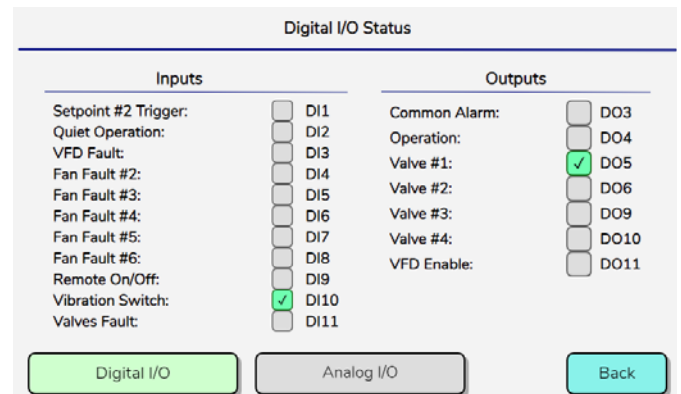 Digital I/O Status
Inputs
Setpoint #2 Trigger: DI1
Quiet Operation: DI2
VFD Fault: DI3
Fan Fault #2: DI4
Fan Fault #3: DI5
Fan Fault #4: DI6
Fan Fault #5: DI7
Fan Fault #6: DI8
Remote On/Off: DI9
Vibration Switch: ✓ DI10
Valves Fault: DI11
Outputs
Common Alarm: DO3
Operation: DO4
Valve #1: ✓ DO5
Valve #2: DO6
Valve #3: DO9
Valve #4: DO10
VFD Enable: DO11
Digital I/O
Analog I/O
Back